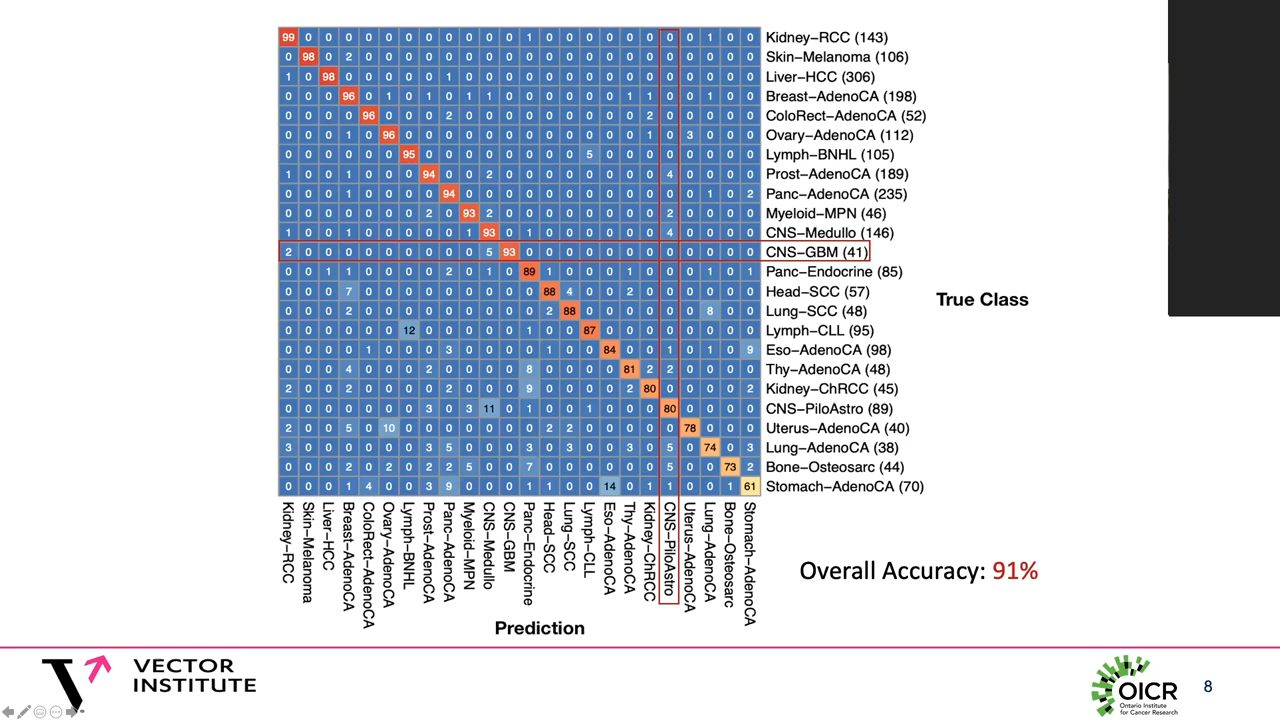 99 0 0 0 0 0 0 0 0 0 0 0 1 0 0 0 0 0 0 0 0 1 0 0 Kidney–RCC (143)
0 98 0 2 0 0 0 0 0 0 0 0 0 0 0 0 0 0 0 0 0 0 0 0 Skin–Melanoma (106)
1 0 98 0 0 0 0 0 1 0 0 0 0 0 0 0 0 0 0 0 0 0 0 0 Liver–HCC (306)
0 0 0 96 0 1 0 1 0 1 1 0 0 0 0 0 0 1 1 0 0 1 0 0 Breast–AdenoCA (198)
0 0 0 0 96 0 0 0 2 0 0 0 0 0 0 0 0 0 2 0 0 0 0 0 ColoRect–AdenoCA (52)
0 0 0 1 0 96 0 0 0 0 0 0 0 0 0 0 0 0 1 0 3 0 0 0 Ovary–AdenoCA (112)
0 0 0 0 0 0 95 0 0 0 0 0 0 0 0 5 0 0 0 0 0 0 0 0 Lymph–BNHL (105)
1 0 0 1 0 0 0 94 0 0 2 0 0 0 0 0 0 0 0 4 0 0 0 0 Prost–AdenoCA (189)
0 0 0 1 0 0 0 0 94 0 0 0 0 0 0 0 0 0 0 0 0 1 0 2 Panc–AdenoCA (235)
0 0 0 0 0 0 0 2 0 93 2 0 0 0 0 0 0 0 0 2 0 0 0 0 Myeloid–MPN (46)
1 0 0 1 0 0 0 0 0 1 93 0 1 0 0 0 0 0 0 4 0 0 0 0 CNS–Medullo (146)
2 0 0 0 0 0 0 0 0 0 5 93 0 0 0 0 0 0 0 0 0 0 0 0 CNS–GBM (41)
0 0 1 1 0 0 0 0 2 0 1 0 89 1 0 0 0 1 0 0 0 1 0 1 Panc–Endocrine (85)
0 0 0 7 0 0 0 0 0 0 0 0 0 88 4 0 0 2 0 0 0 0 0 0 Head–SCC (57)
0 0 0 2 0 0 0 0 0 0 0 0 0 2 88 0 0 0 0 0 0 8 0 0 Lung–SCC (48)
0 0 0 0 0 0 12 0 0 0 0 0 1 0 0 87 0 0 0 0 0 0 0 0 Lymph–CLL (95)
0 0 0 0 1 0 0 0 3 0 0 0 0 1 0 0 84 0 0 1 0 1 0 9 Eso–AdenoCA (98)
0 0 0 4 0 0 0 2 0 0 0 0 8 0 0 0 0 81 2 2 0 0 0 0 Thy–AdenoCA (48)
2 0 0 2 0 0 0 0 2 0 0 0 9 0 0 0 0 2 80 0 0 0 0 2 Kidney–ChRCC (45)
0 0 0 0 0 0 0 3 0 3 11 0 1 0 0 1 0 0 0 80 0 0 0 0 CNS–PiloAstro (89)
2 0 0 5 0 10 0 0 0 0 0 0 0 2 2 0 0 0 0 0 78 0 0 0 Uterus–AdenoCA (40)
3 0 0 0 0 0 0 3 5 0 0 0 3 0 3 0 0 3 0 5 0 74 0 3 Lung–AdenoCA (38)
0 0 0 2 0 2 0 2 2 5 0 0 7 0 0 0 0 0 0 5 0 0 73 2 Bone–Osteosarc (44)
0 0 0 1 4 0 0 3 9 0 0 0 1 1 0 0 14 0 1 1 0 0 1 61 Stomach–AdenoCA (70)
True Class
Kidney–RCC
Skin–Melanoma
Liver–HCC
Breast–AdenoCA
ColoRect–AdenoCA
Ovary–AdenoCA
Lymph–BNHL
Prost–AdenoCA
Panc–AdenoCA
Myeloid–MPN
CNS–Medullo
CNS–GBM
Panc–Endocrine
Head–SCC
Lung–SCC
Lymph–CLL
Eso–AdenoCA
Thy–AdenoCA
Kidney–ChRCC
CNS–PiloAstro
Uterus–AdenoCA
Lung–AdenoCA
Bone–Osteosarc
Stomach–AdenoCA
Prediction
Overall Accuracy: 91%
VECTOR
INSTITUTE
OICR
Ontario Institute
for Cancer Research
8